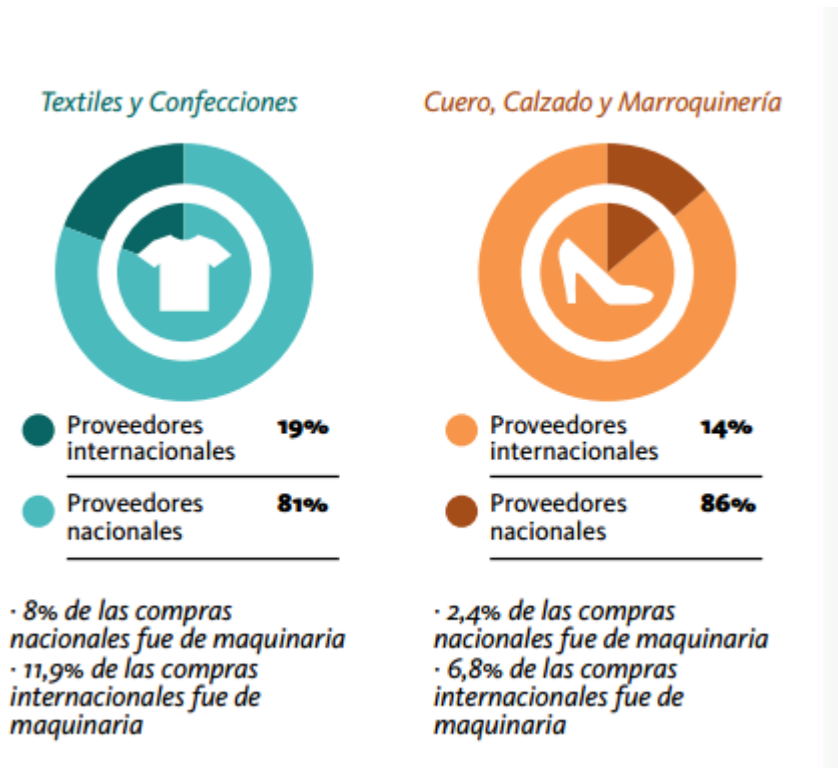 Textiles y Confecciones
Proveedores
internacionales
19%
Proveedores
nacionales
81%
· 8% de las compras
nacionales fue de maquinaria
· 11,9% de las compras
internacionales fue de
maquinaria
Cuero, Calzado y Marroquinería
Proveedores
internacionales
14%
Proveedores
nacionales
86%
· 2,4% de las compras
nacionales fue de maquinaria
· 6,8% de las compras
internacionales fue de
maquinaria